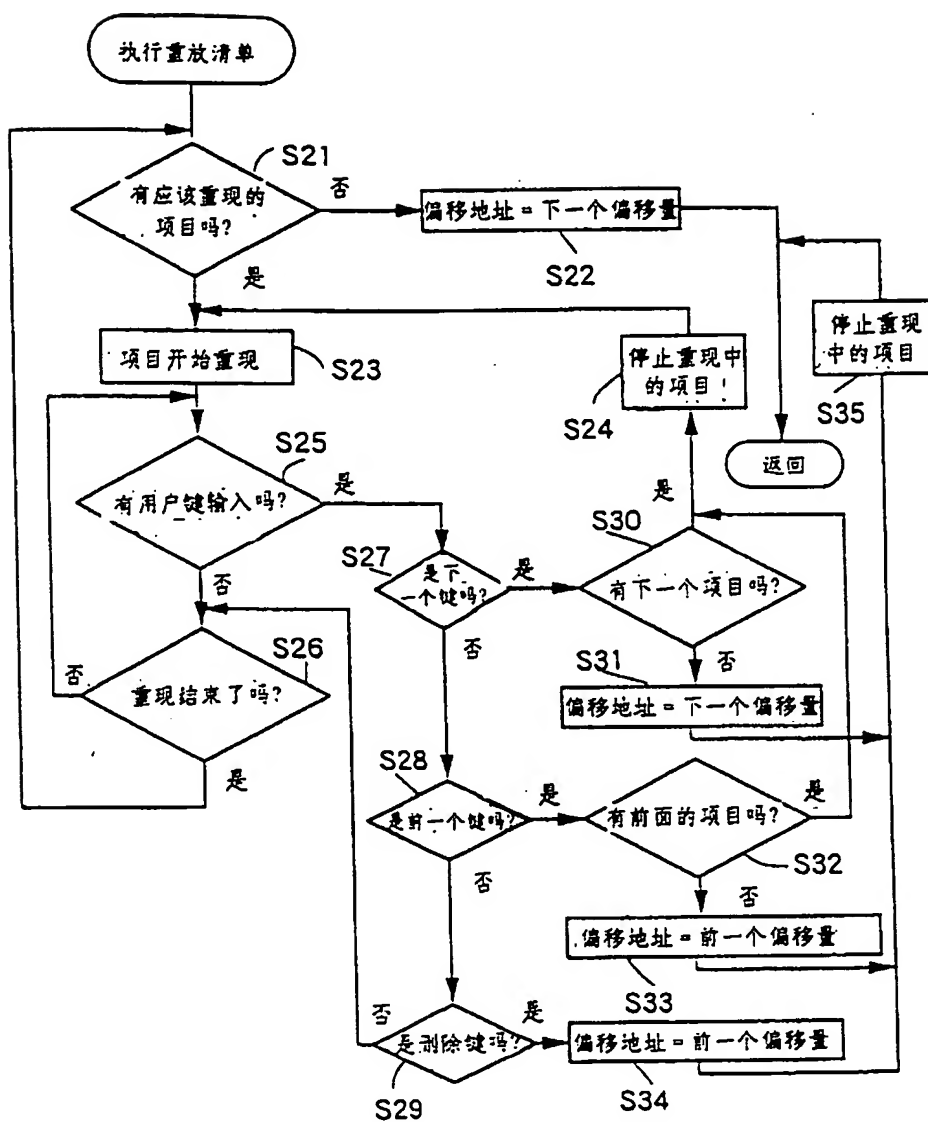 执行重放清单
S21
有应该重现的
项目吗?
否
偏移地址=下一个偏移量
S22
是
项目开始重现
S23
停止重现中
的项目!
S24
停止重现
中的项目
S35
返回
S25
有用户键输入吗?
是
否
S27
是下
一个键吗?
是
否
S30
有下一个项目吗?
是
否
S31
偏移地址=下一个偏移量
S26
重现结束了吗?
否
是
S28
是前一个键吗?
是
否
有前面的项目吗?
是
S32
否
偏移地址=前一个偏移量
S33
否
是删除键吗?
是
S29
偏移地址=前一个偏移量
S34